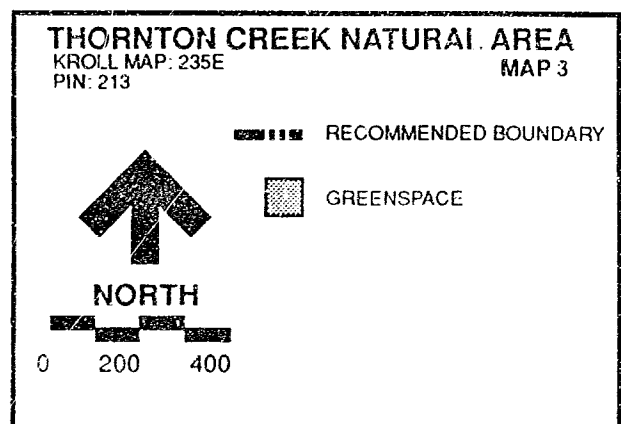 THORNTON CREEK NATURAL AREA
KROLL MAP: 235E
MAP 3
PIN: 213
RECOMMENDED BOUNDARY
GREENSPACE
NORTH
0 200 400